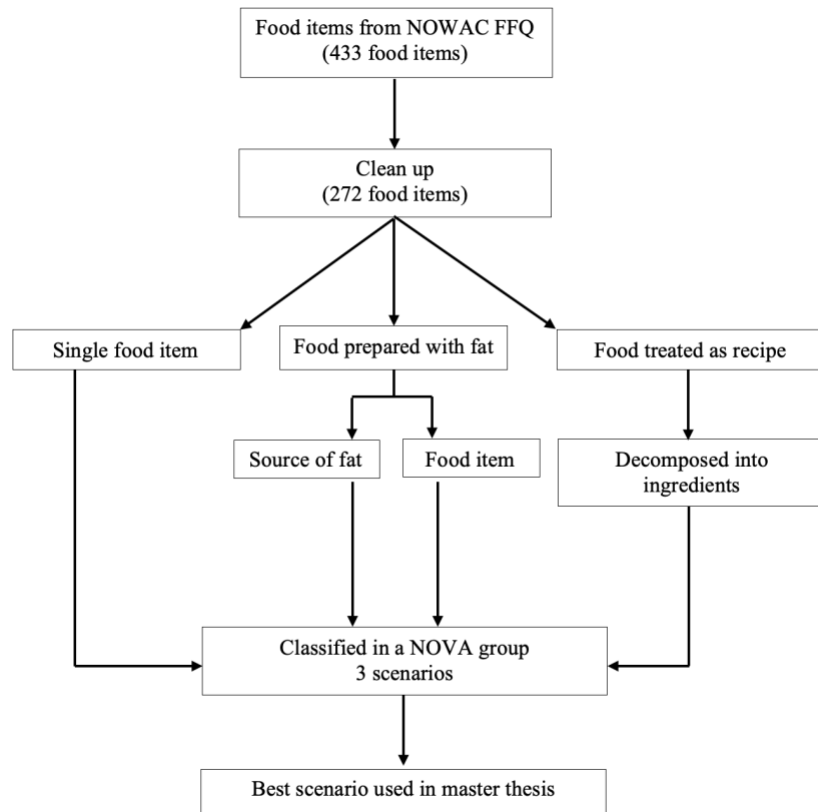 Food items from NOWAC FFQ
(433 food items)
Clean up
(272 food items)
Single food item
Food prepared with fat
Food treated as recipe
Source of fat
Food item
Decomposed into
ingredients
Classified in a NOVA group
3 scenarios
Best scenario used in master thesis